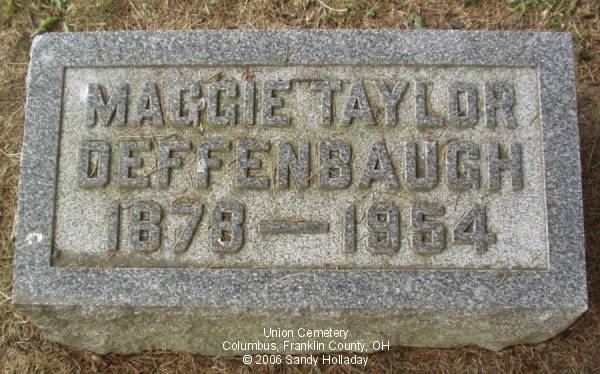 MAGGIE TAYLOR
DEFFENBAUGH
1878—1954
Union Cemetery
Columbus, Franklin County, OH
© 2006 Sandy Holladay